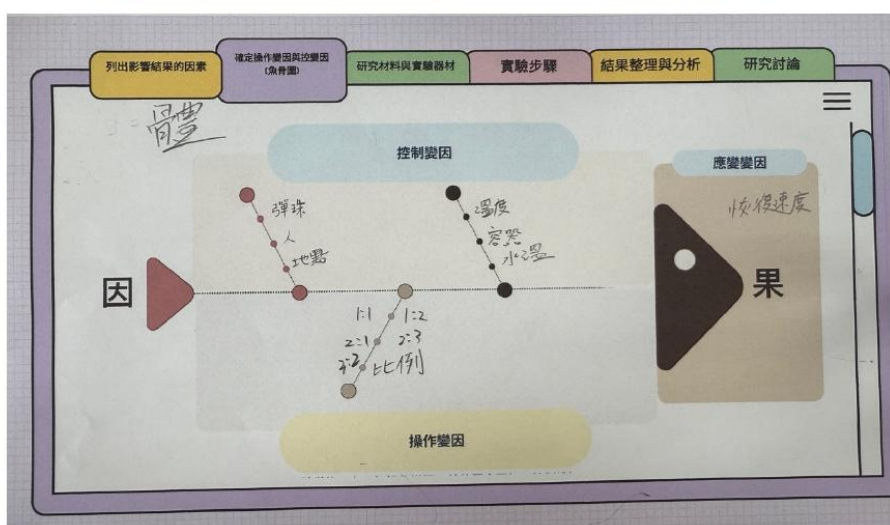 列出影響結果的因素
確定操作變因與控變因
(魚骨圖)
研究材料與實驗器材
實驗步驟
結果整理與分析
研究討論
體
控制變因
應變變因
彈珠
人
地點
溫度
容器
水溫
恢復速度
因
果
1:1 1:2
2:1 2:3
3:2 比例
操作變因